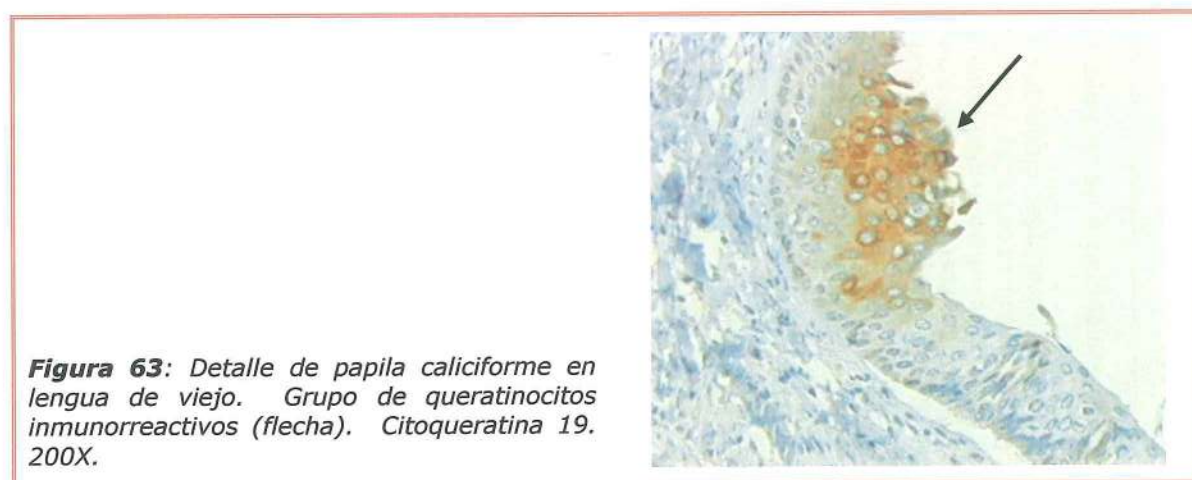 Figura 63: Detalle de papila caliciforme en
lengua de viejo. Grupo de queratinocitos
inmunorreactivos (flecha). Citoqueratina 19.
200X.